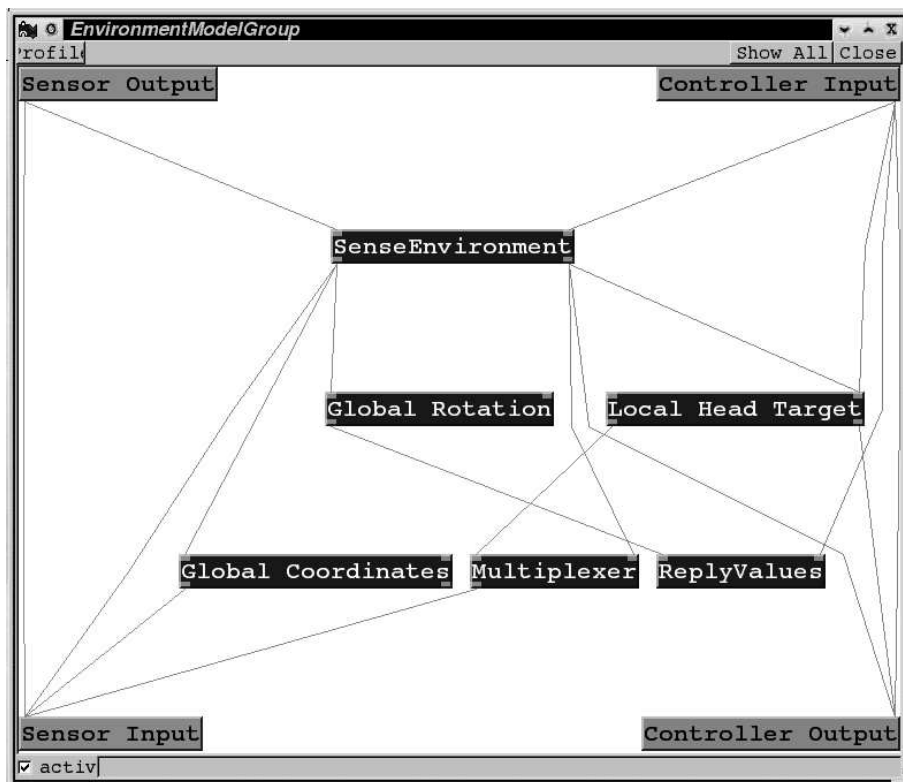 EnvironmentModelGroup
Profile Show All Close
Sensor Output Controller Input
SenseEnvironment
Global Rotation Local Head Target
Global Coordinates Multiplexer ReplyValues
Sensor Input Controller Output
activ